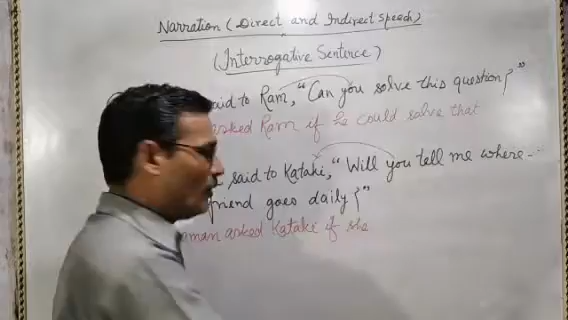 Narration (Direct and Indirect Speech)
(Interrogative Sentence)
said to Ram, "Can you solve this question?"
asked Ram if he could solve that
said to Kataki, "Will you tell me where
friend goes daily?"
aman asked Kataki if she